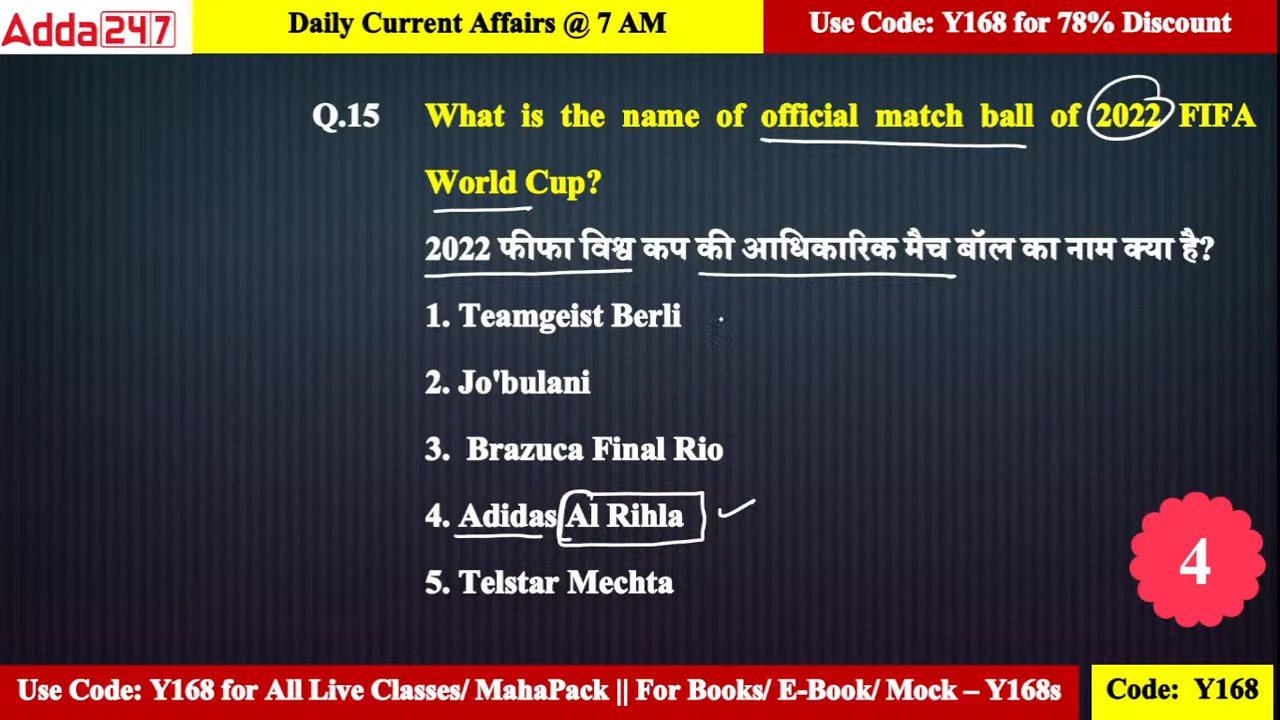 Adda247
Daily Current Affairs @ 7 AM
Use Code: Y168 for 78% Discount
Q.15 What is the name of official match ball of 2022 FIFA
World Cup?
2022 फीफा विश्व कप की आधिकारिक मैच बॉल का नाम क्या है?
1. Teamgeist Berli
2. Jo'bulani
3. Brazuca Final Rio
4. Adidas Al Rihla
5. Telstar Mechta
4
Use Code: Y168 for All Live Classes/ MahaPack || For Books/ E-Book/ Mock – Y168s
Code: Y168